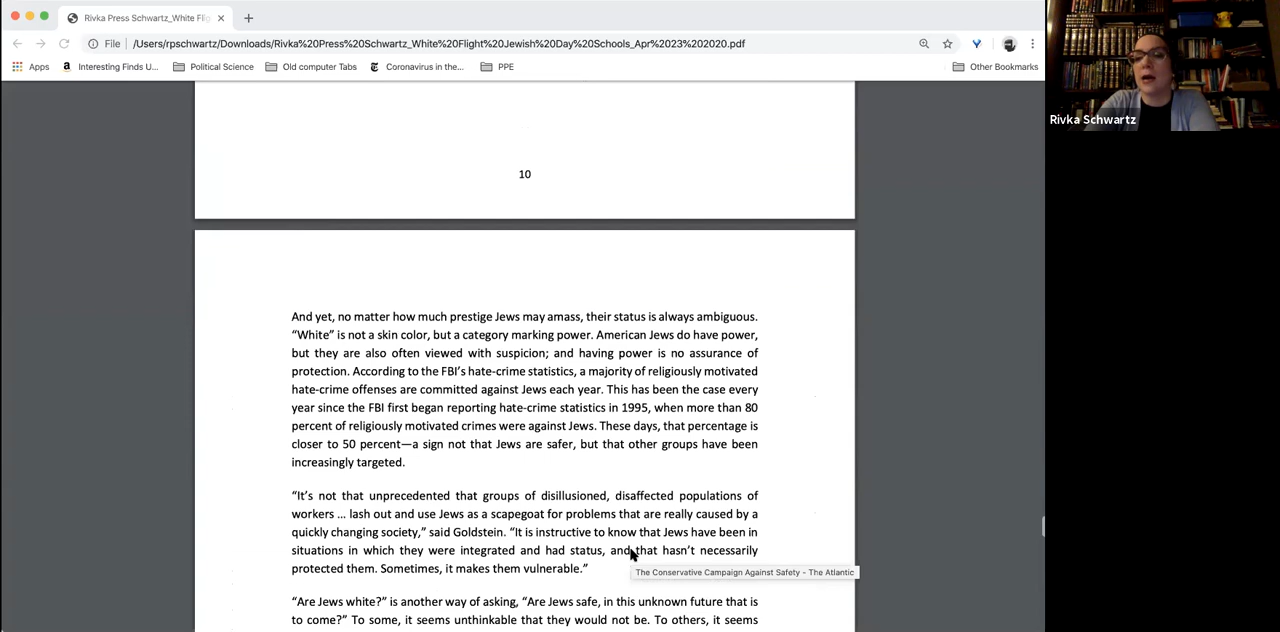 Rivka Press Schwartz_White Flig
File
/Users/rpschwartz/Downloads/Rivka%20Press%20Schwartz_White%20Flight%20Jewish%20Day%20Schools_Apr%2023%202020.pdf
Apps
Interesting Finds U...
Political Science
Old computer Tabs
Coronavirus in the...
PPE
Other Bookmarks
Rivka Schwartz
10
And yet, no matter how much prestige Jews may amass, their status is always ambiguous.
“White” is not a skin color, but a category marking power. American Jews do have power,
but they are also often viewed with suspicion; and having power is no assurance of
protection. According to the FBI’s hate-crime statistics, a majority of religiously motivated
hate-crime offenses are committed against Jews each year. This has been the case every
year since the FBI first began reporting hate-crime statistics in 1995, when more than 80
percent of religiously motivated crimes were against Jews. These days, that percentage is
closer to 50 percent—a sign not that Jews are safer, but that other groups have been
increasingly targeted.
“It’s not that unprecedented that groups of disillusioned, disaffected populations of
workers … lash out and use Jews as a scapegoat for problems that are really caused by a
quickly changing society,” said Goldstein. “It is instructive to know that Jews have been in
situations in which they were integrated and had status, and that hasn’t necessarily
protected them. Sometimes, it makes them vulnerable.”
The Conservative Campaign Against Safety - The Atlantic
“Are Jews white?” is another way of asking, “Are Jews safe, in this unknown future that is
to come?” To some, it seems unthinkable that they would not be. To others, it seems